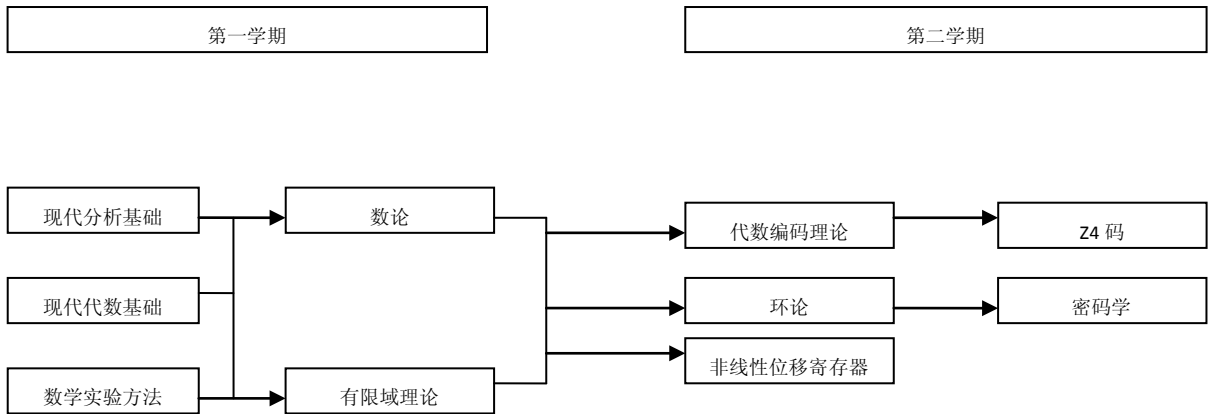 第一学期
第二学期
现代分析基础
数论
代数编码理论
Z4 码
现代代数基础
环论
密码学
非线性位移寄存器
数学实验方法
有限域理论